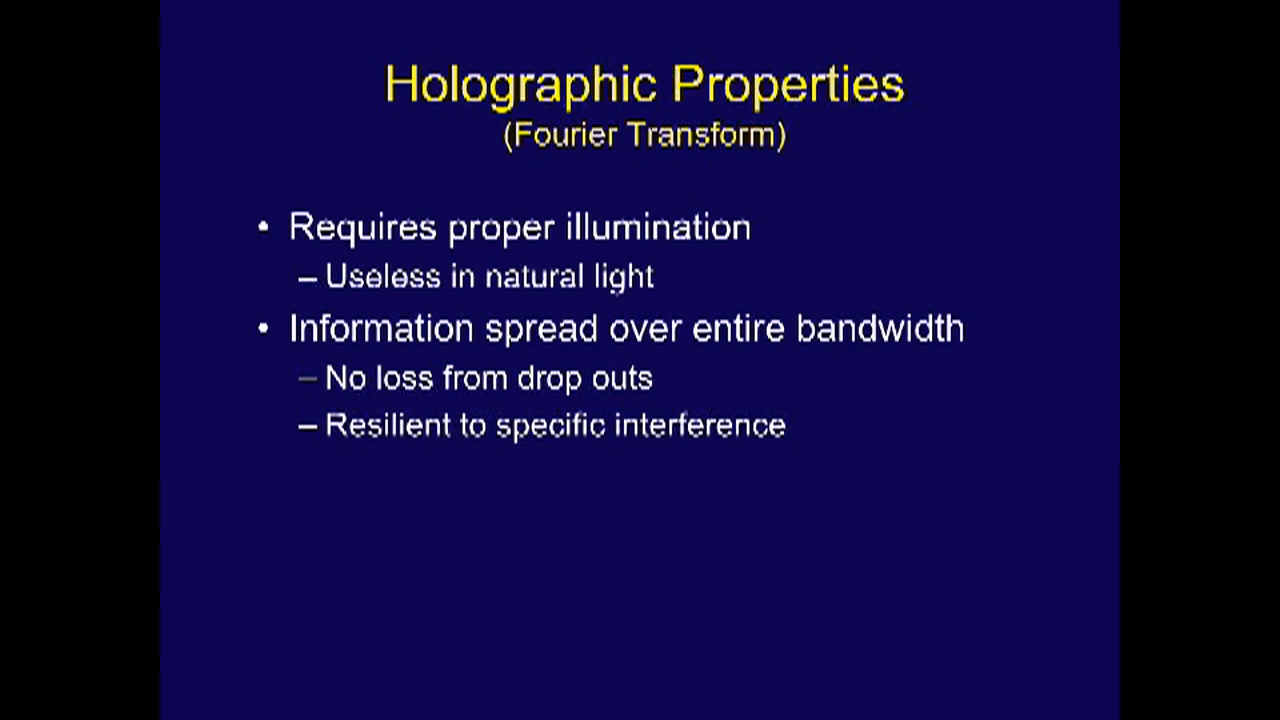 Holographic Properties
(Fourier Transform)
• Requires proper illumination
– Useless in natural light
• Information spread over entire bandwidth
– No loss from drop outs
– Resilient to specific interference